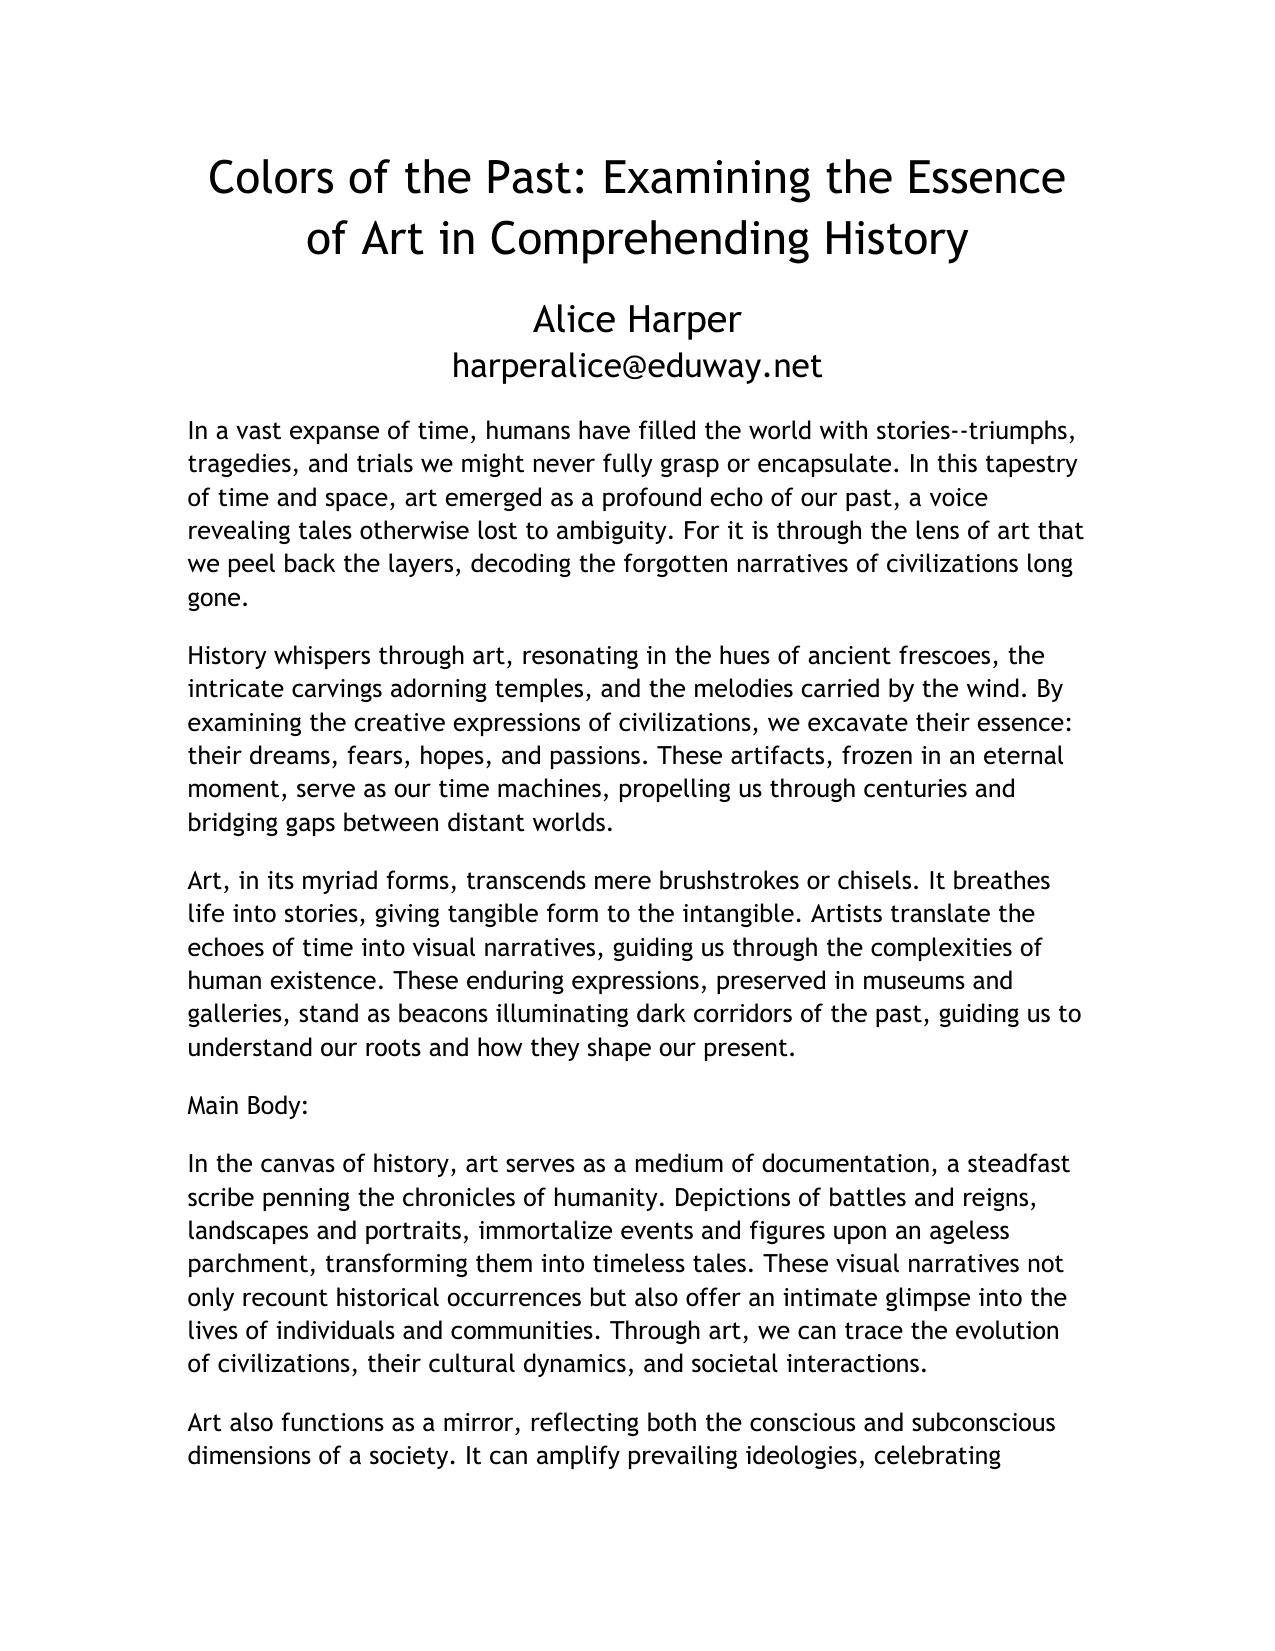 Colors of the Past: Examining the Essence
of Art in Comprehending History
Alice Harper
harperalice@eduway.net
In a vast expanse of time, humans have filled the world with stories--triumphs,
tragedies, and trials we might never fully grasp or encapsulate. In this tapestry
of time and space, art emerged as a profound echo of our past, a voice
revealing tales otherwise lost to ambiguity. For it is through the lens of art that
we peel back the layers, decoding the forgotten narratives of civilizations long
gone.
History whispers through art, resonating in the hues of ancient frescoes, the
intricate carvings adorning temples, and the melodies carried by the wind. By
examining the creative expressions of civilizations, we excavate their essence:
their dreams, fears, hopes, and passions. These artifacts, frozen in an eternal
moment, serve as our time machines, propelling us through centuries and
bridging gaps between distant worlds.
Art, in its myriad forms, transcends mere brushstrokes or chisels. It breathes
life into stories, giving tangible form to the intangible. Artists translate the
echoes of time into visual narratives, guiding us through the complexities of
human existence. These enduring expressions, preserved in museums and
galleries, stand as beacons illuminating dark corridors of the past, guiding us to
understand our roots and how they shape our present.
Main Body:
In the canvas of history, art serves as a medium of documentation, a steadfast
scribe penning the chronicles of humanity. Depictions of battles and reigns,
landscapes and portraits, immortalize events and figures upon an ageless
parchment, transforming them into timeless tales. These visual narratives not
only recount historical occurrences but also offer an intimate glimpse into the
lives of individuals and communities. Through art, we can trace the evolution
of civilizations, their cultural dynamics, and societal interactions.
Art also functions as a mirror, reflecting both the conscious and subconscious
dimensions of a society. It can amplify prevailing ideologies, celebrating